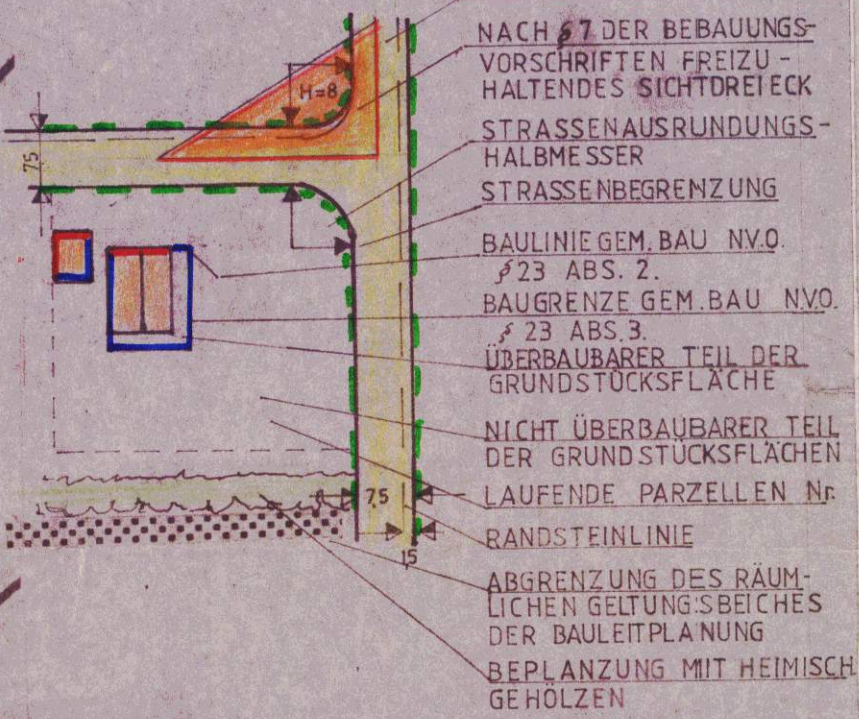 NACH § 7 DER BEBAUUNGS-
VORSCHRIFTEN FREIZU-
HALTENDES SICHTDREIECK
STRASSENAUSRUNDUNGS-
HALBMESSER
STRASSENBEGRENZUNG
BAULINIE GEM. BAU NV.O.
§ 23 ABS. 2.
BAUGRENZE GEM. BAU N.V.O.
§ 23 ABS. 3.
ÜBERBAUBARER TEIL DER
GRUNDSTÜCKSFLÄCHE
NICHT ÜBERBAUBARER TEIL
DER GRUNDSTÜCKSFLÄCHEN
LAUFENDE PARZELLEN Nr.
RANDSTEINLINIE
ABGRENZUNG DES RÄUM-
LICHEN GELTUNGSBEICHES
DER BAULEITPLANUNG
BEPLANZUNG MIT HEIMISCH
GEHÖLZEN
H=8
75
7,5
15